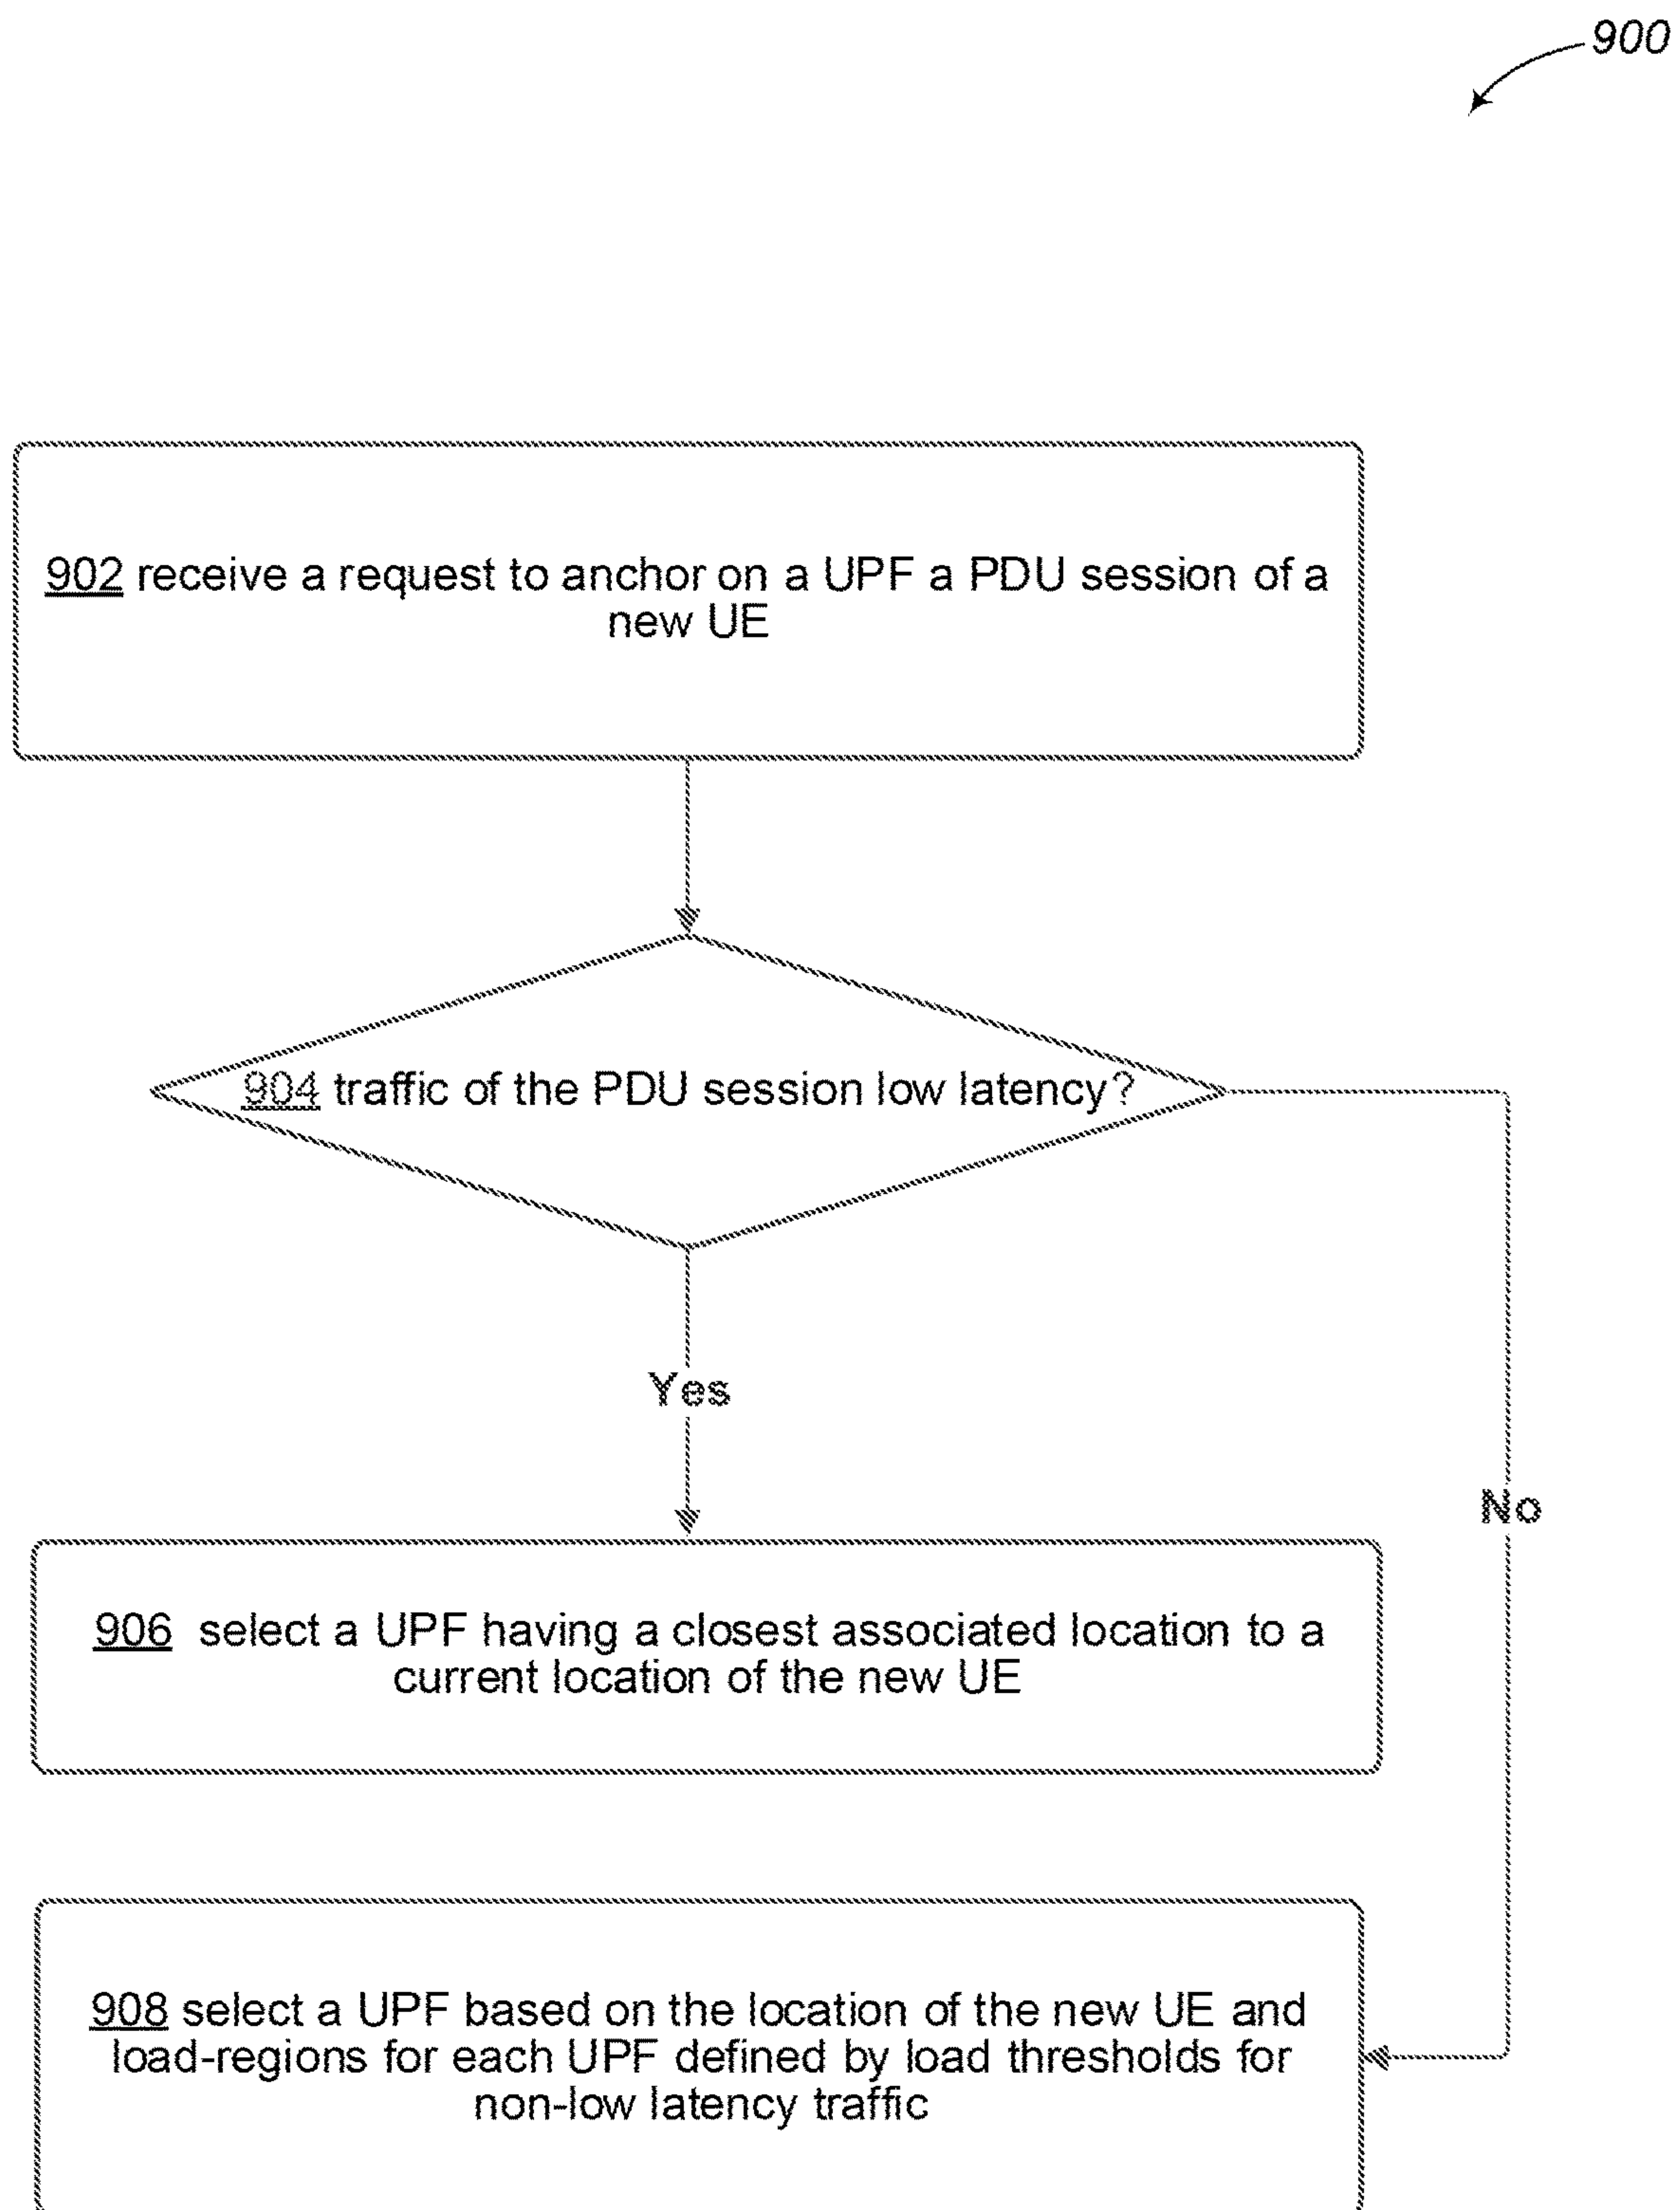 900
902 receive a request to anchor on a UPF a PDU session of a
new UE
904 traffic of the PDU session low latency?
Yes
No
906 select a UPF having a closest associated location to a
current location of the new UE
908 select a UPF based on the location of the new UE and
load-regions for each UPF defined by load thresholds for
non-low latency traffic